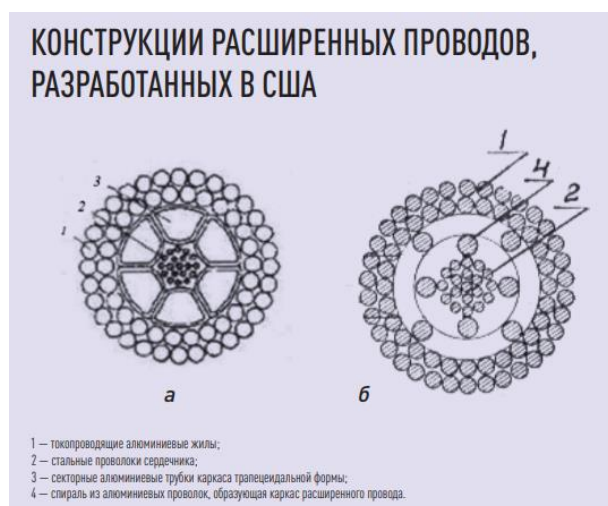 КОНСТРУКЦИИ РАСШИРЕННЫХ ПРОВОДОВ,
РАЗРАБОТАННЫХ В США
3
2
1
1
4
2
а
б
1 — токопроводящие алюминиевые жилы;
2 — стальные проволоки сердечника;
3 — секторные алюминиевые трубки каркаса трапецеидальной формы;
4 — спираль из алюминиевых проволок, образующая каркас расширенного провода.